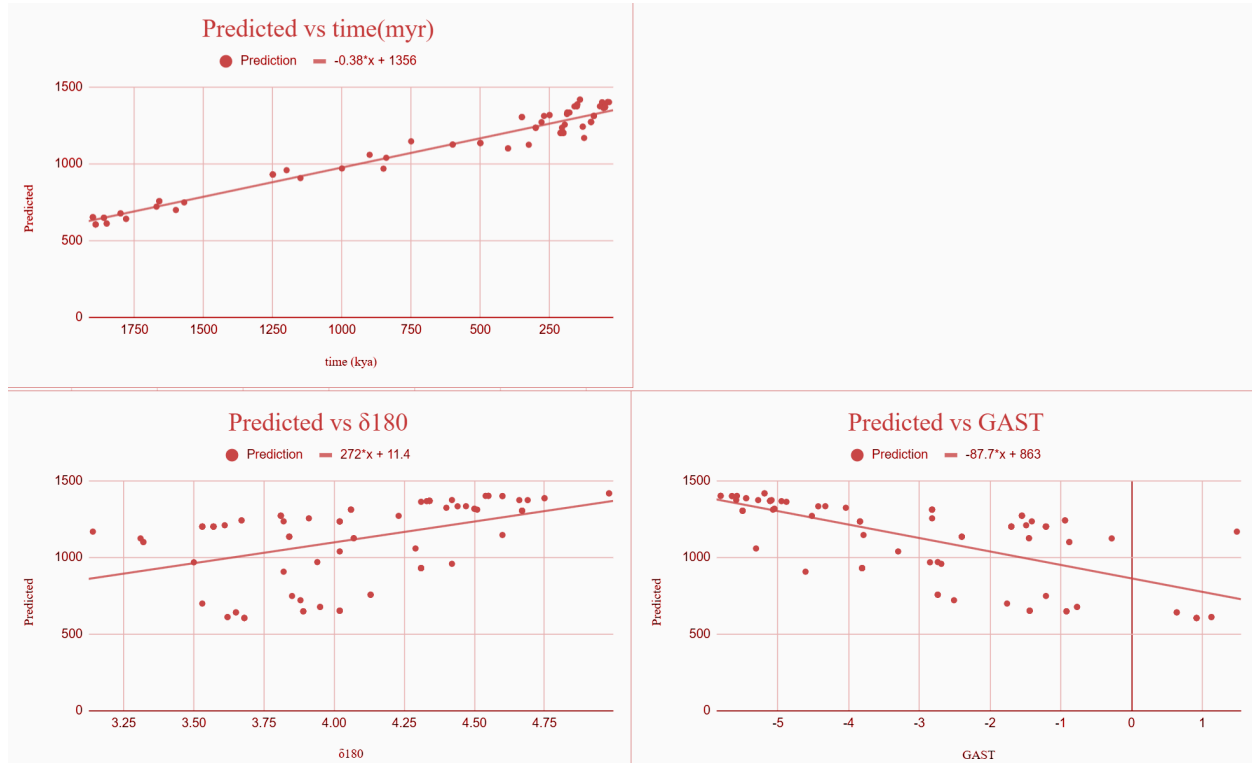 Predicted vs time(myr)
Prediction -0.38*x + 1356
1500
1000
500
0
Predicted
1750 1500 1250 1000 750 500 250
time (kya)
Predicted vs δ180
Prediction 272*x + 11.4
1500
1000
500
0
Predicted
3.25 3.50 3.75 4.00 4.25 4.50 4.75
δ180
Predicted vs GAST
Prediction -87.7*x + 863
1500
1000
500
0
Predicted
-5 -4 -3 -2 -1 0 1
GAST